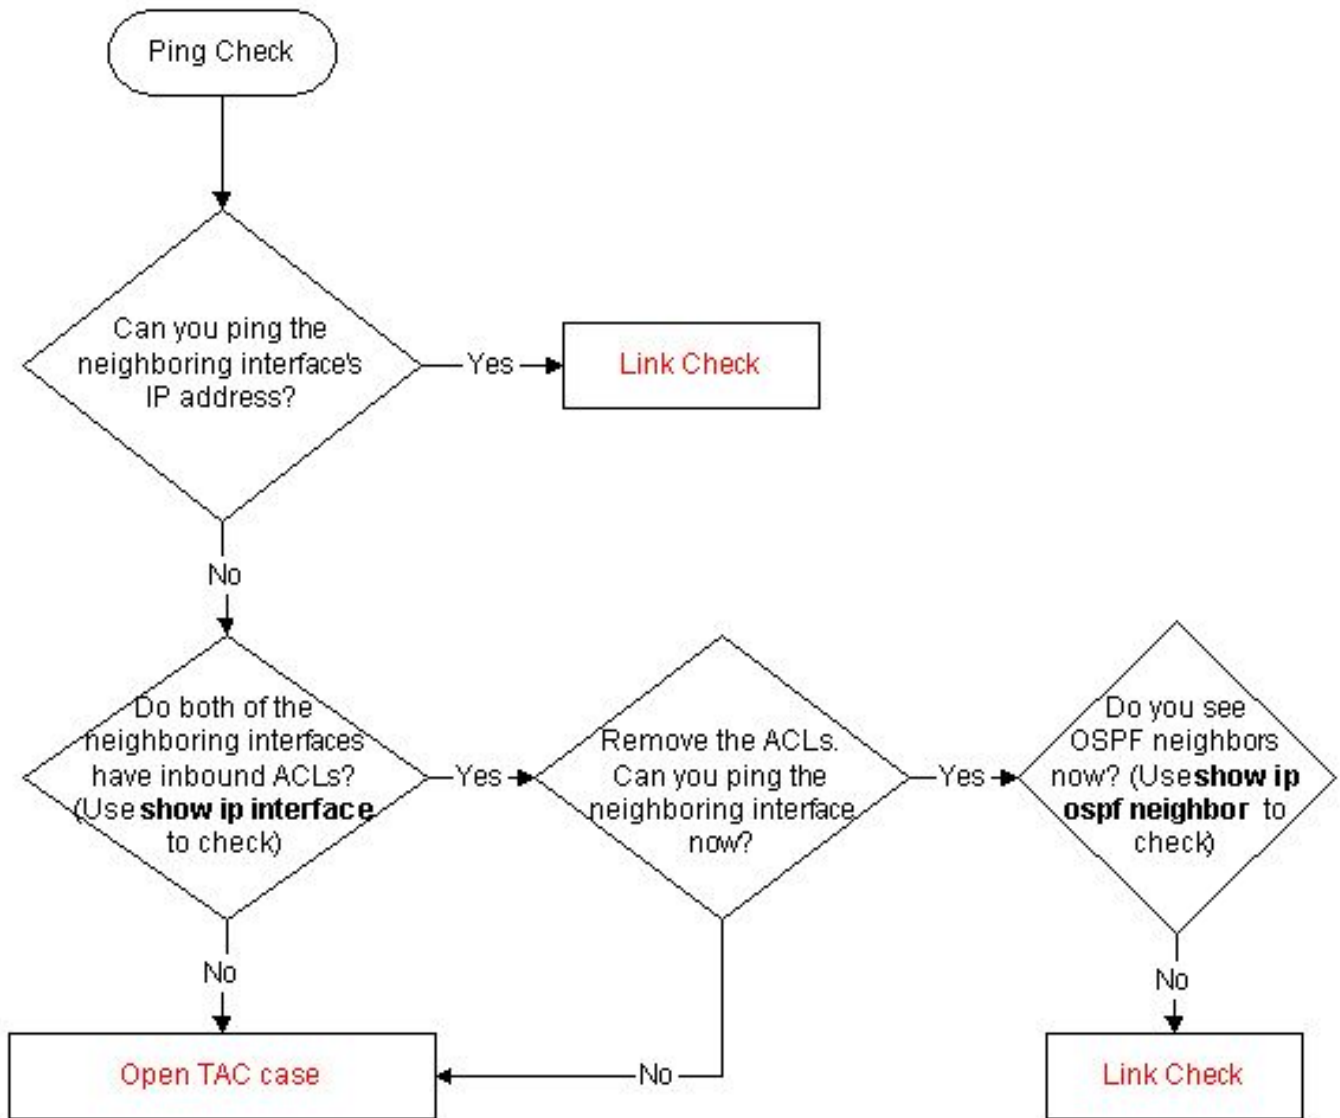 Ping Check
Can you ping the
neighboring interface's
IP address?
Yes
Link Check
No
Do both of the
neighboring interfaces
have inbound ACLs?
(Use show ip interface
to check)
Yes
Remove the ACLs.
Can you ping the
neighboring interface
now?
Yes
Do you see
OSPF neighbors
now? (Use show ip
ospf neighbor to
check)
No
No
No
Open TAC case
Link Check